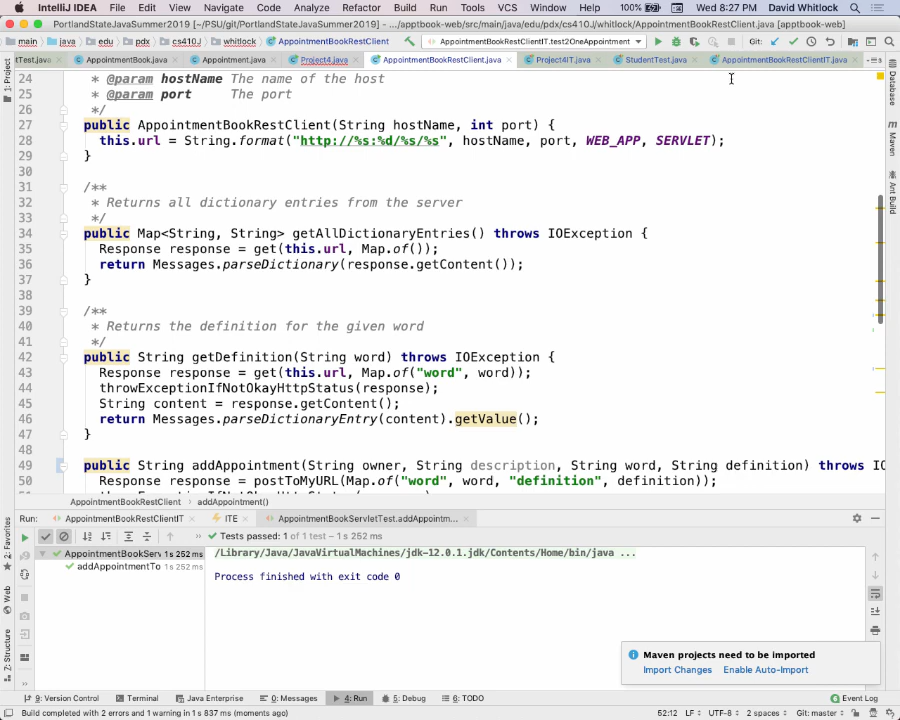 IntelliJ IDEA File Edit View Navigate Code Analyze Refactor Build Run Tools VCS Window Help 100% Wed 8:27 PM David Whitlock
PortlandStateJavaSummer2019 [~/PSU/git/PortlandStateJavaSummer2019] - .../apptbook-web/src/main/java/edu/pdx/cs410J/whitlock/AppointmentBookRestClient.java [apptbook-web]
main java edu pdx cs410J whitlock AppointmentBookRestClient AppointmentBookRestClientIT.test2OneAppointment Git:
tTest.java AppointmentBook.java Appointment.java Project4.java AppointmentBookRestClient.java Project4IT.java StudentTest.java AppointmentBookRestClientIT.java
24 * @param hostName The name of the host
25 * @param port The port
26 */
27 public AppointmentBookRestClient(String hostName, int port) {
28 this.url = String.format("http://%s:%d/%s/%s", hostName, port, WEB_APP, SERVLET);
29 }
30
31 /**
32 * Returns all dictionary entries from the server
33 */
34 public Map<String, String> getAllDictionaryEntries() throws IOException {
35 Response response = get(this.url, Map.of());
36 return Messages.parseDictionary(response.getContent());
37 }
38
39 /**
40 * Returns the definition for the given word
41 */
42 public String getDefinition(String word) throws IOException {
43 Response response = get(this.url, Map.of("word", word));
44 throwExceptionIfNotOkayHttpStatus(response);
45 String content = response.getContent();
46 return Messages.parseDictionaryEntry(content).getValue();
47 }
48
49 public String addAppointment(String owner, String description, String word, String definition) throws IO
50 Response response = postToMyURL(Map.of("word", word, "definition", definition));
AppointmentBookRestClient addAppointment()
Run: AppointmentBookRestClientIT ITE AppointmentBookServletTest.addAppointm...
Tests passed: 1 of 1 test – 1 s 252 ms
AppointmentBookServ 1 s 252 ms
addAppointmentTo 1 s 252 ms
/Library/Java/JavaVirtualMachines/jdk-12.0.1.jdk/Contents/Home/bin/java ...
Process finished with exit code 0
Maven projects need to be imported
Import Changes Enable Auto-Import
1: Project
2: Favorites
Web
7: Structure
Database
Maven
Ant Build
9: Version Control Terminal Java Enterprise 0: Messages 4: Run 5: Debug 6: TODO Event Log
Build completed with 2 errors and 1 warning in 1 s 837 ms (moments ago) 52:12 LF UTF-8 2 spaces Git: master